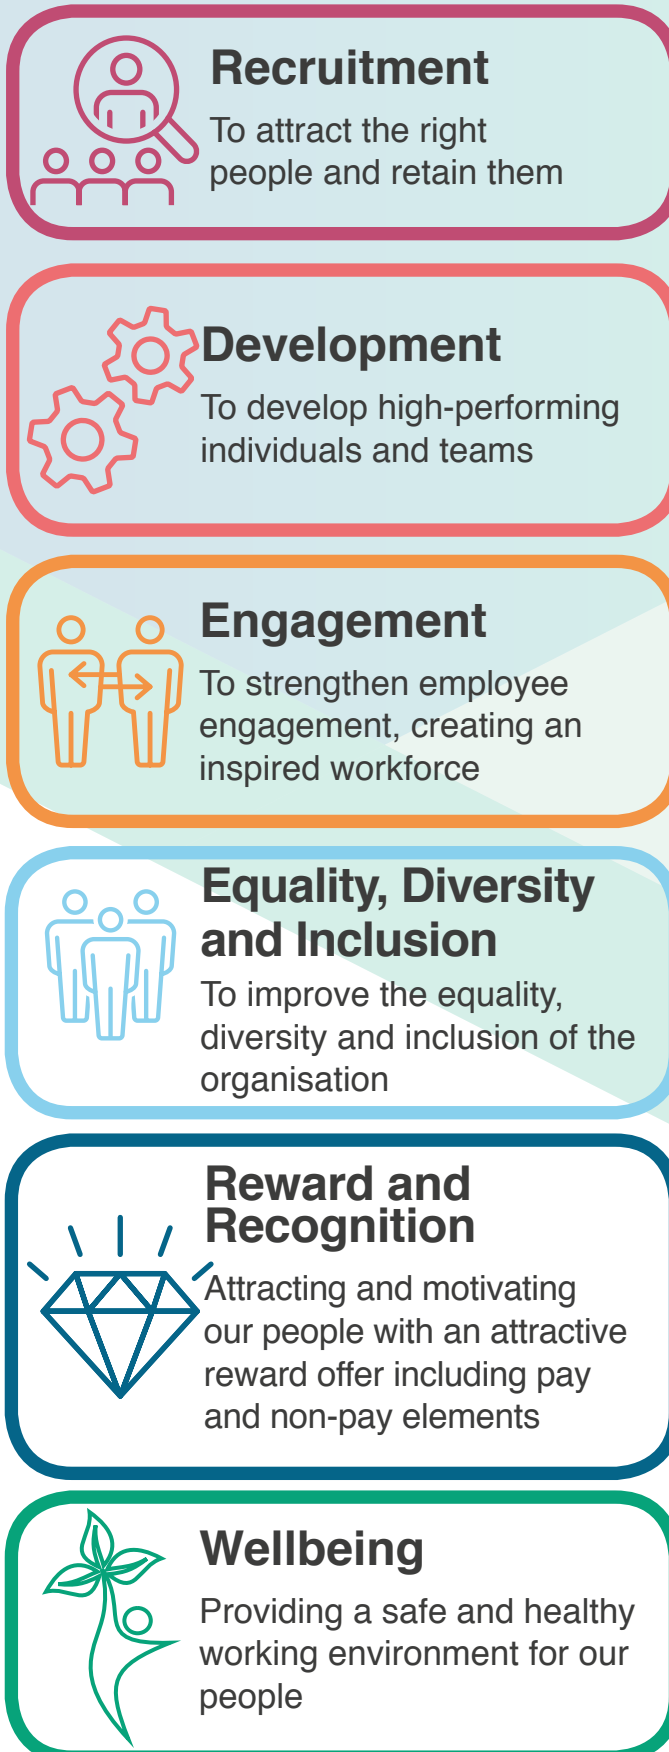 Recruitment
To attract the right
people and retain them
Development
To develop high-performing
individuals and teams
Engagement
To strengthen employee
engagement, creating an
inspired workforce
Equality, Diversity
and Inclusion
To improve the equality,
diversity and inclusion of the
organisation
Reward and
Recognition
Attracting and motivating
our people with an attractive
reward offer including pay
and non-pay elements
Wellbeing
Providing a safe and healthy
working environment for our
people